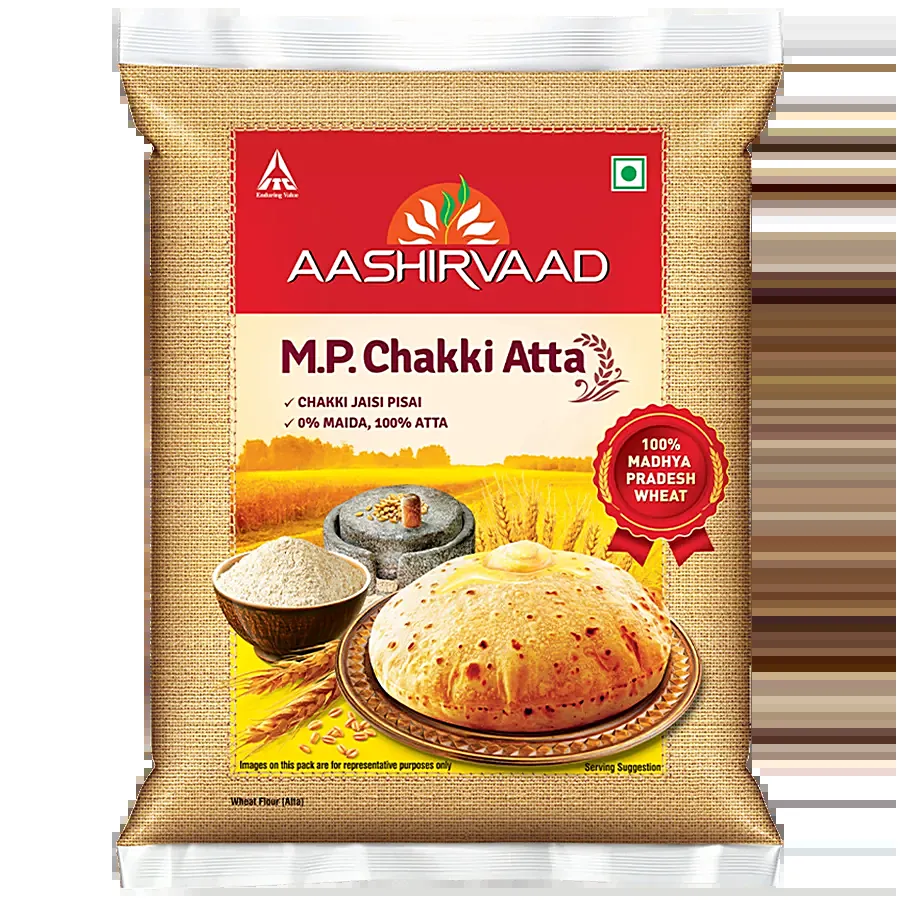 ITC
Enduring Value
AASHIRVAAD
M.P. Chakki Atta
✓ CHAKKI JAISI PISAI
✓ 0% MAIDA, 100% ATTA
100%
MADHYA
PRADESH
WHEAT
Images on this pack are for representative purposes only
Serving Suggestion
Wheat Flour (Atta)